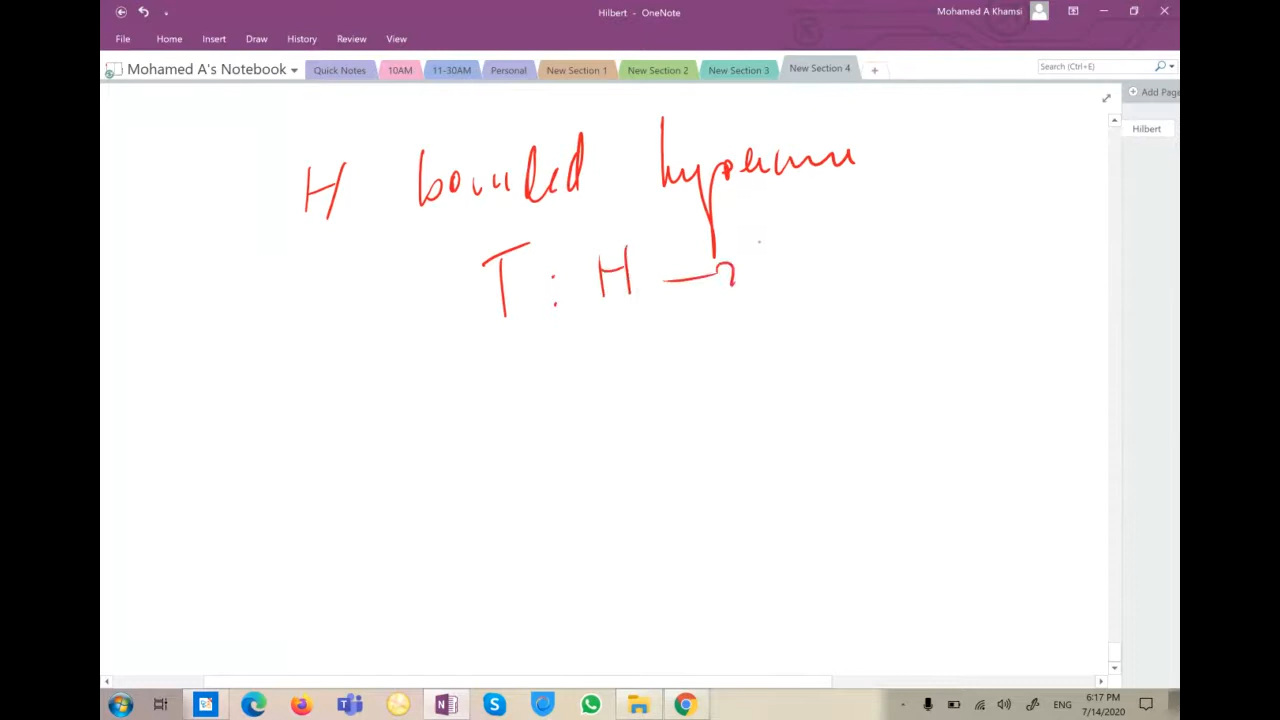 Hilbert - OneNote
Mohamed A Khamsi
File Home Insert Draw History Review View
Mohamed A's Notebook Quick Notes 10AM 11-30AM Personal New Section 1 New Section 2 New Section 3 New Section 4 Search (Ctrl+E)
Add Page
Hilbert
H bounded
T : H →
6:17 PM
ENG
7/14/2020